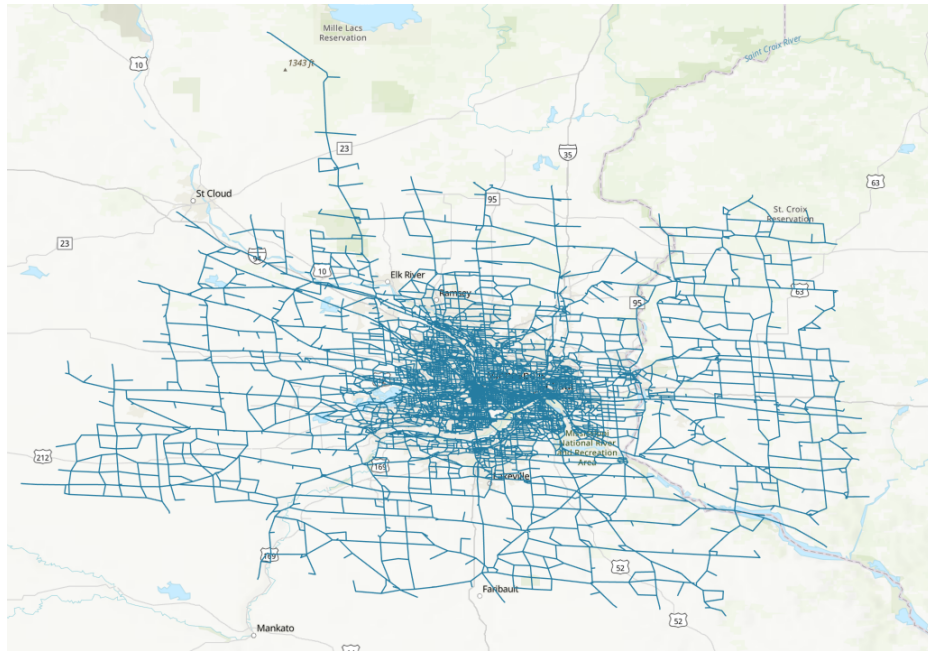 Mille Lacs
Reservation
Saint Croix River
10
1343 ft
23
35
63
St Cloud
95
St. Croix
Reservation
23
94
10
Elk River
63
Ramsey
95
Mississippi
National River
and Recreation
Area
212
169
Lakeville
169
52
Faribault
52
Mankato